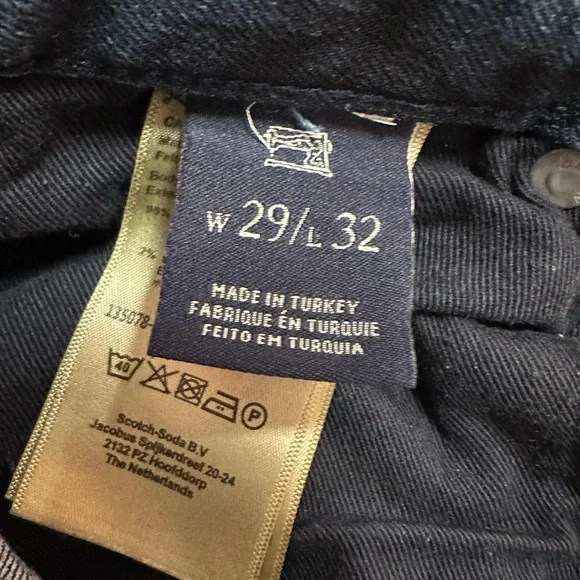 W 29/L 32
MADE IN TURKEY
FABRIQUE ÉN TURQUIE
FEITO EM TURQUIA
135078-
40
P
Scotch-Soda B.V
Jacobus Spijkerdreef 20-24
2132 PZ Hoofddorp
The Netherlands